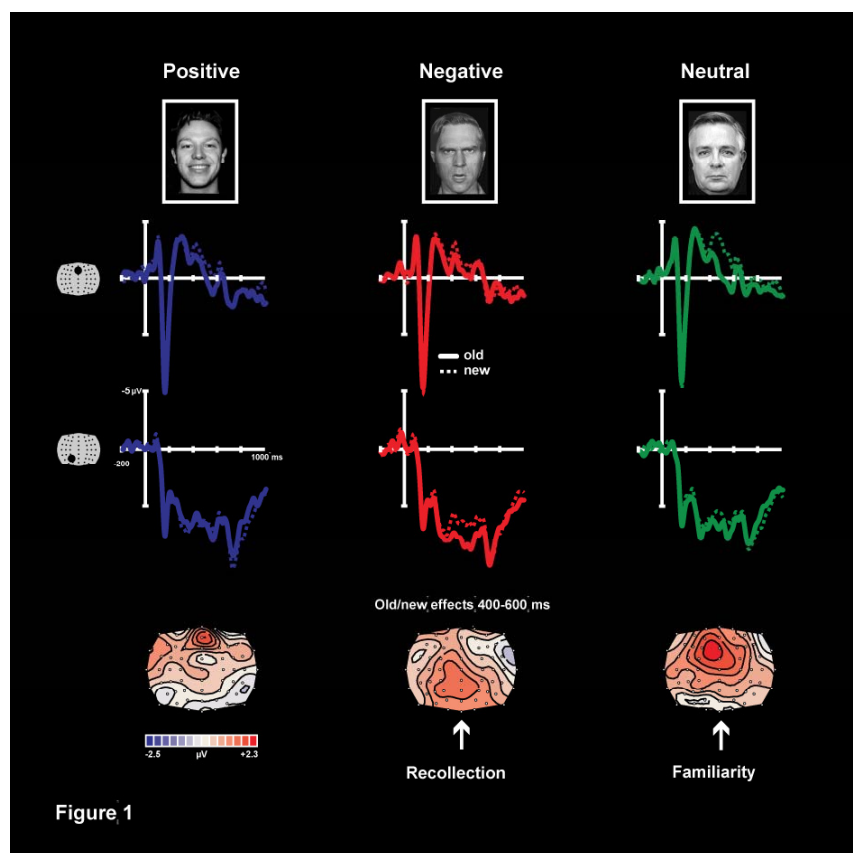 Positive Negative Neutral
old
new
-5 µV
-200
1000 ms
Old/new effects 400-600 ms
-2.5 µV +2.3
Recollection Familiarity
Figure 1